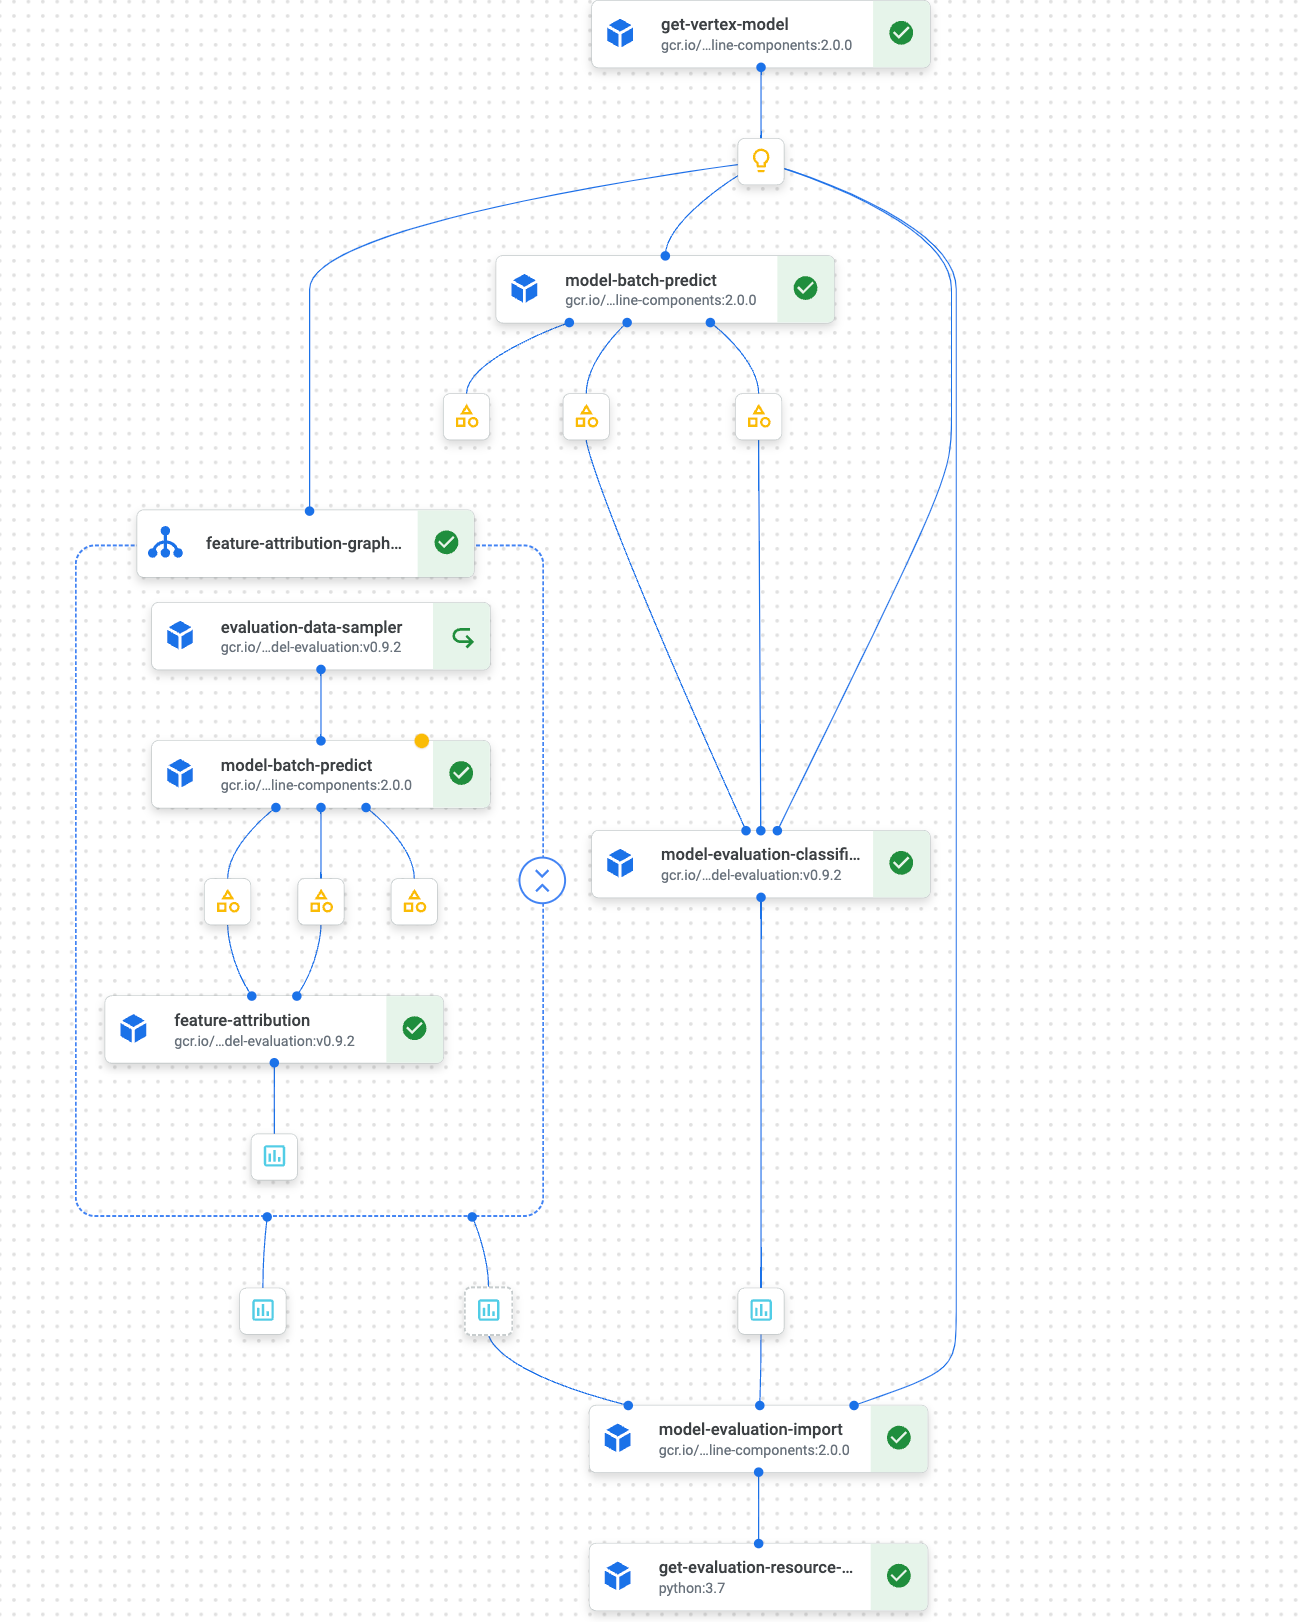 get-vertex-model
gcr.io/...line-components:2.0.0
model-batch-predict
gcr.io/...line-components:2.0.0
feature-attribution-graph...
evaluation-data-sampler
gcr.io/...del-evaluation:v0.9.2
model-batch-predict
gcr.io/...line-components:2.0.0
model-evaluation-classifi...
gcr.io/...del-evaluation:v0.9.2
feature-attribution
gcr.io/...del-evaluation:v0.9.2
model-evaluation-import
gcr.io/...line-components:2.0.0
get-evaluation-resource-...
python:3.7